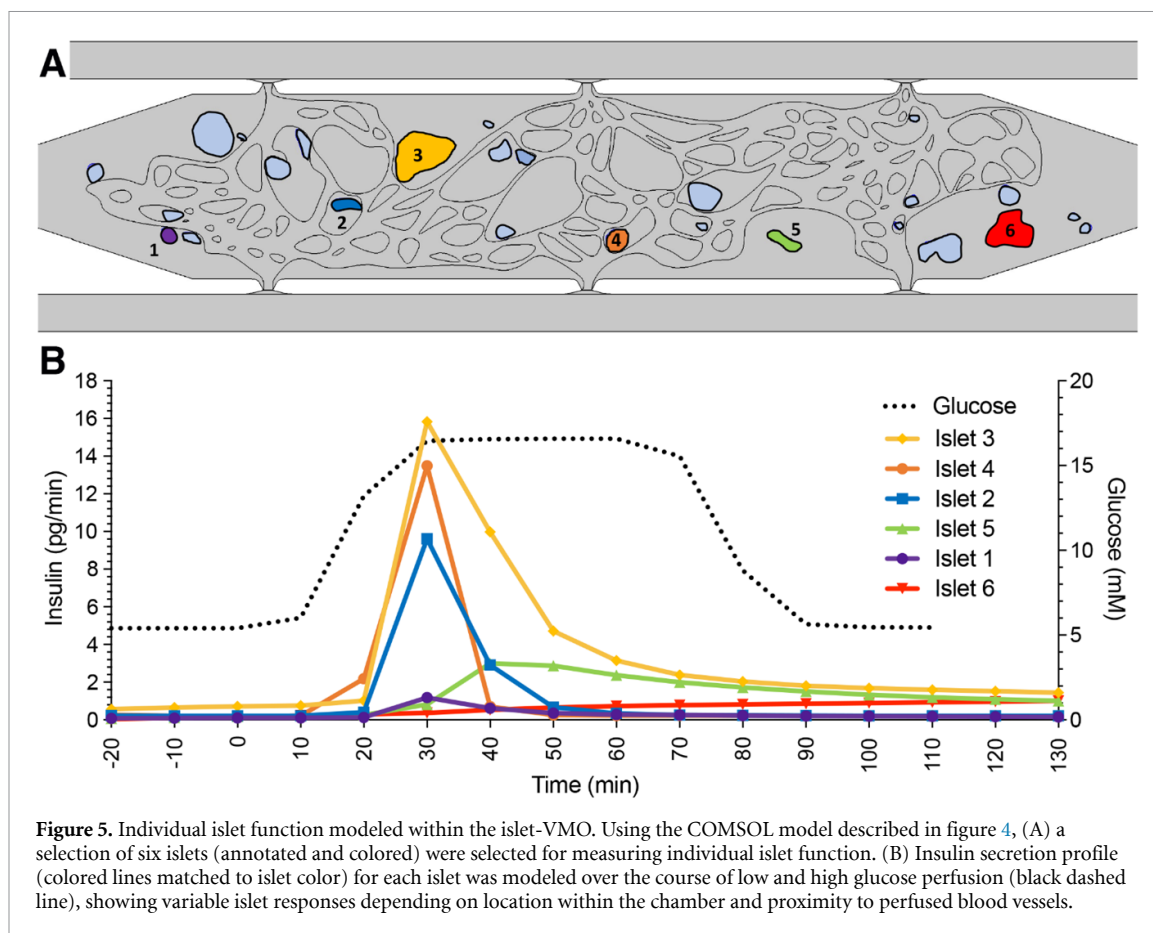 A
1
2
3
4
5
6
B
Insulin (pg/min)
18
16
14
12
10
8
6
4
2
0
20
15
10
5
0
Glucose (mM)
Glucose
Islet 3
Islet 4
Islet 2
Islet 5
Islet 1
Islet 6
-20 -10 0 10 20 30 40 50 60 70 80 90 100 110 120 130
Time (min)
Figure 5. Individual islet function modeled within the islet-VMO. Using the COMSOL model described in figure 4, (A) a
selection of six islets (annotated and colored) were selected for measuring individual islet function. (B) Insulin secretion profile
(colored lines matched to islet color) for each islet was modeled over the course of low and high glucose perfusion (black dashed
line), showing variable islet responses depending on location within the chamber and proximity to perfused blood vessels.